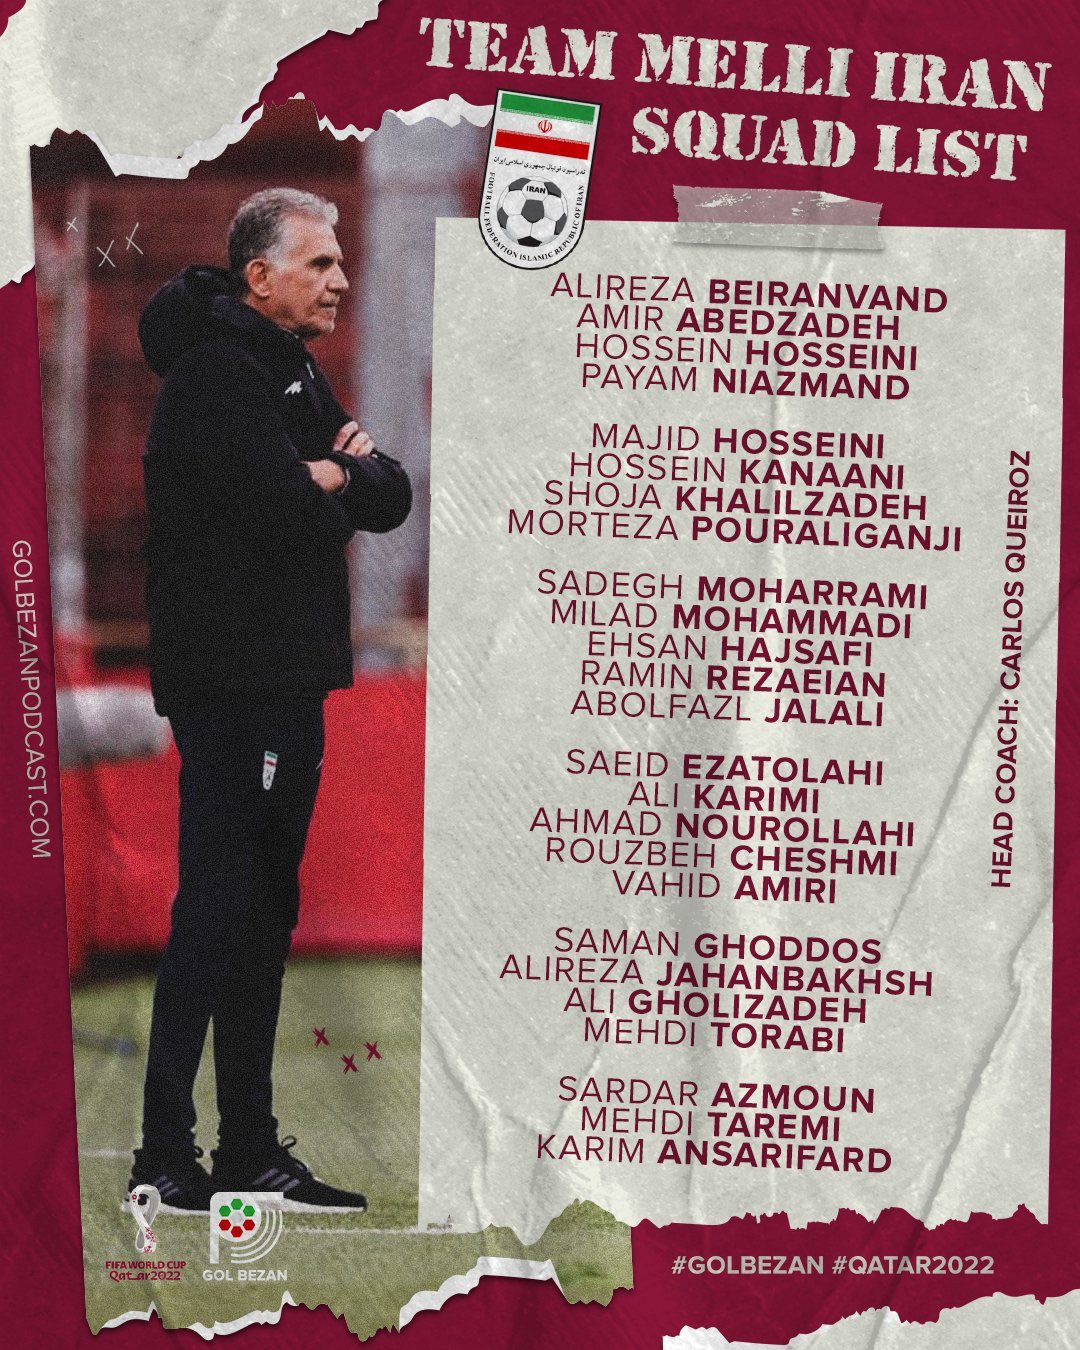 TEAM MELLI IRAN
SQUAD LIST
فدراسیون فوتبال جمهوری اسلامی ایران
IRAN
FOOTBALL FEDERATION ISLAMIC REPUBLIC OF IRAN
ALIREZA BEIRANVAND
AMIR ABEDZADEH
HOSSEIN HOSSEINI
PAYAM NIAZMAND
MAJID HOSSEINI
HOSSEIN KANAANI
SHOJA KHALILZADEH
MORTEZA POURALIGANJI
SADEGH MOHARRAMI
MILAD MOHAMMADI
EHSAN HAJSAFI
RAMIN REZAEIAN
ABOLFAZL JALALI
SAEID EZATOLAHI
ALI KARIMI
AHMAD NOUROLLAHI
ROUZBEH CHESHMI
VAHID AMIRI
SAMAN GHODDOS
ALIREZA JAHANBAKHSH
ALI GHOLIZADEH
MEHDI TORABI
SARDAR AZMOUN
MEHDI TAREMI
KARIM ANSARIFARD
HEAD COACH: CARLOS QUEIROZ
GOLBEZANPODCAST.COM
FIFA WORLD CUP
Qatar2022
GOL BEZAN
#GOLBEZAN #QATAR2022